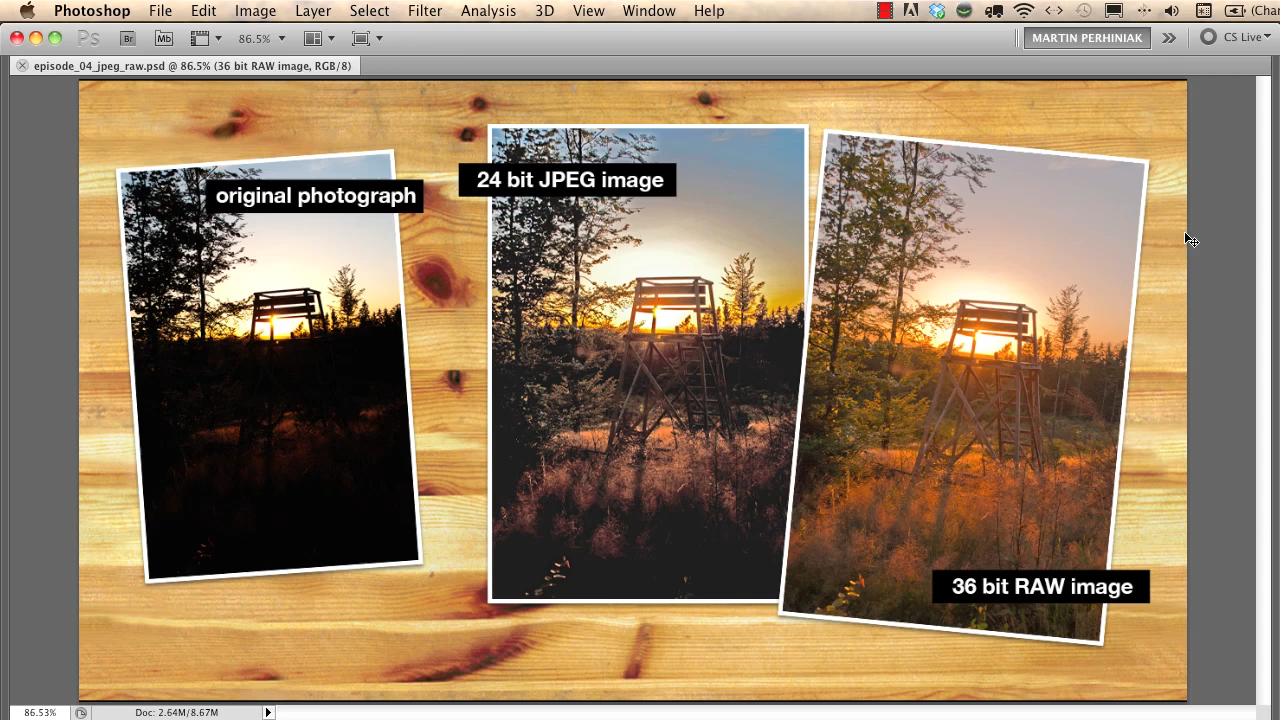 Photoshop File Edit Image Layer Select Filter Analysis 3D View Window Help (Char
Ps Br Mb 86.5% MARTIN PERHINIAK CS Live
episode_04_jpeg_raw.psd @ 86.5% (36 bit RAW image, RGB/8)
original photograph
24 bit JPEG image
36 bit RAW image
86.53% Doc: 2.64M/8.67M